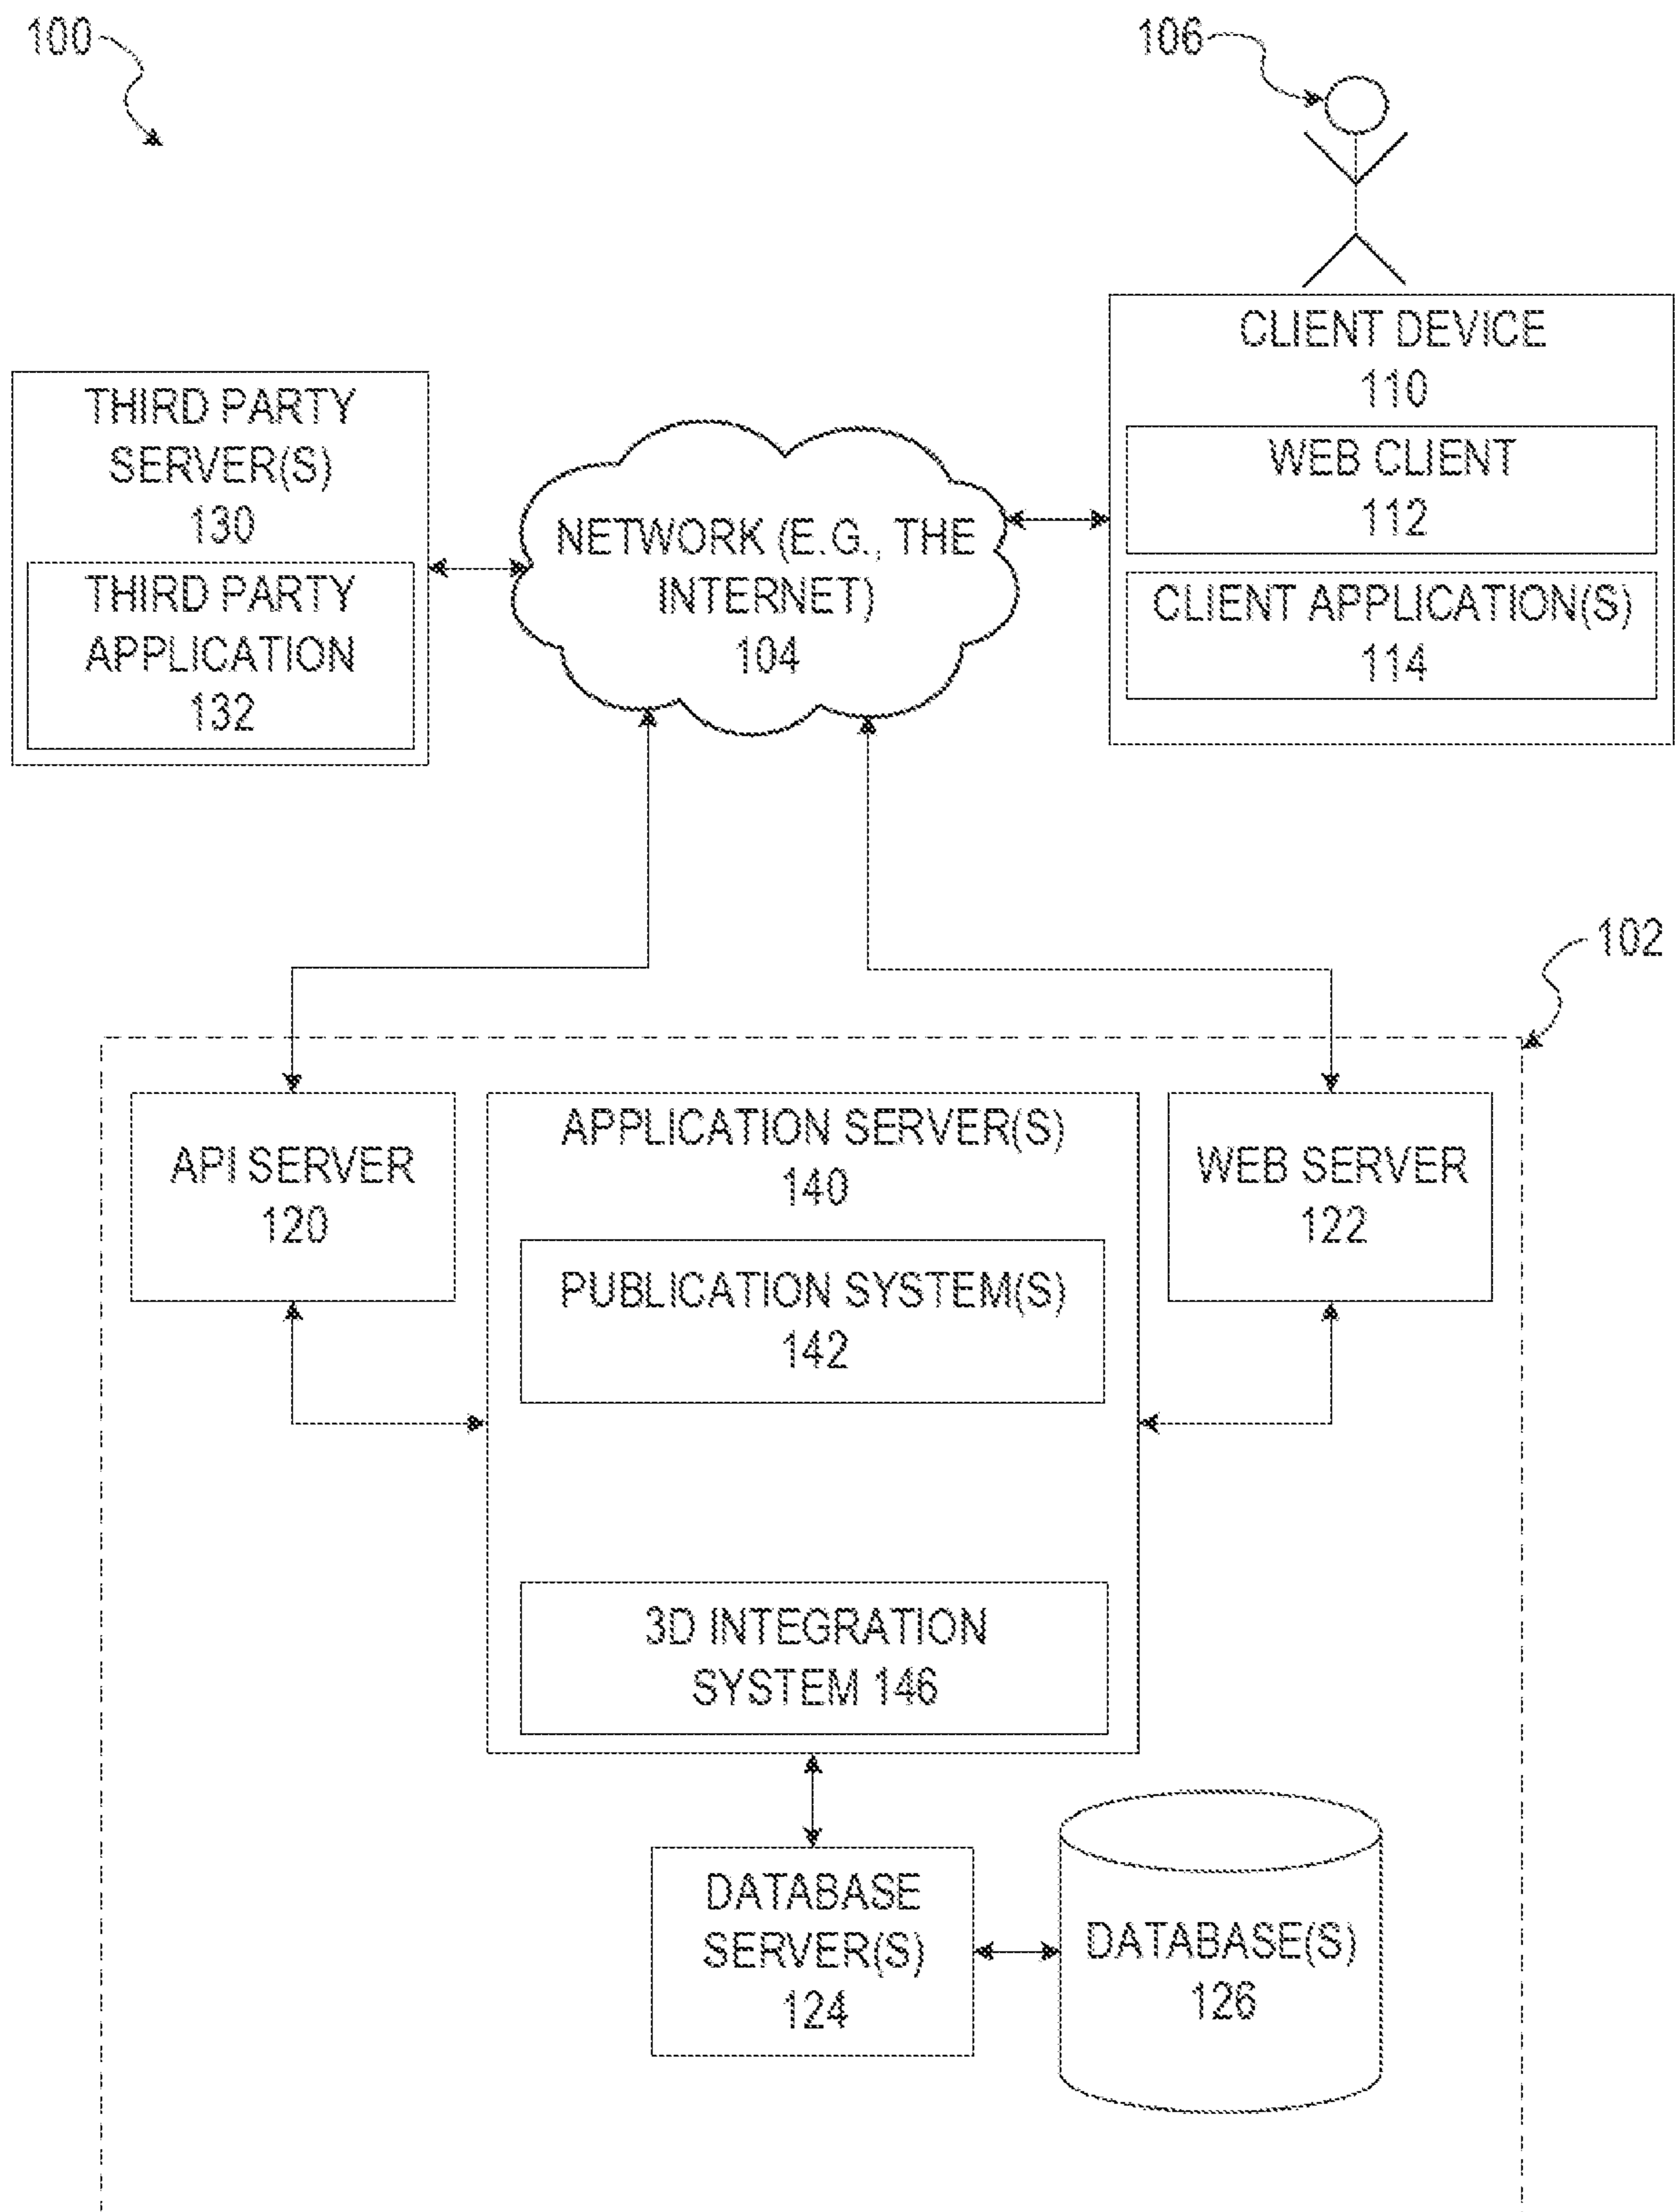 100
106
CLIENT DEVICE
110
WEB CLIENT
112
CLIENT APPLICATION(S)
114
THIRD PARTY
SERVER(S)
130
THIRD PARTY
APPLICATION
132
NETWORK (E.G., THE
INTERNET)
104
102
API SERVER
120
APPLICATION SERVER(S)
140
PUBLICATION SYSTEM(S)
142
3D INTEGRATION
SYSTEM 146
WEB SERVER
122
DATABASE
SERVER(S)
124
DATABASE(S)
126